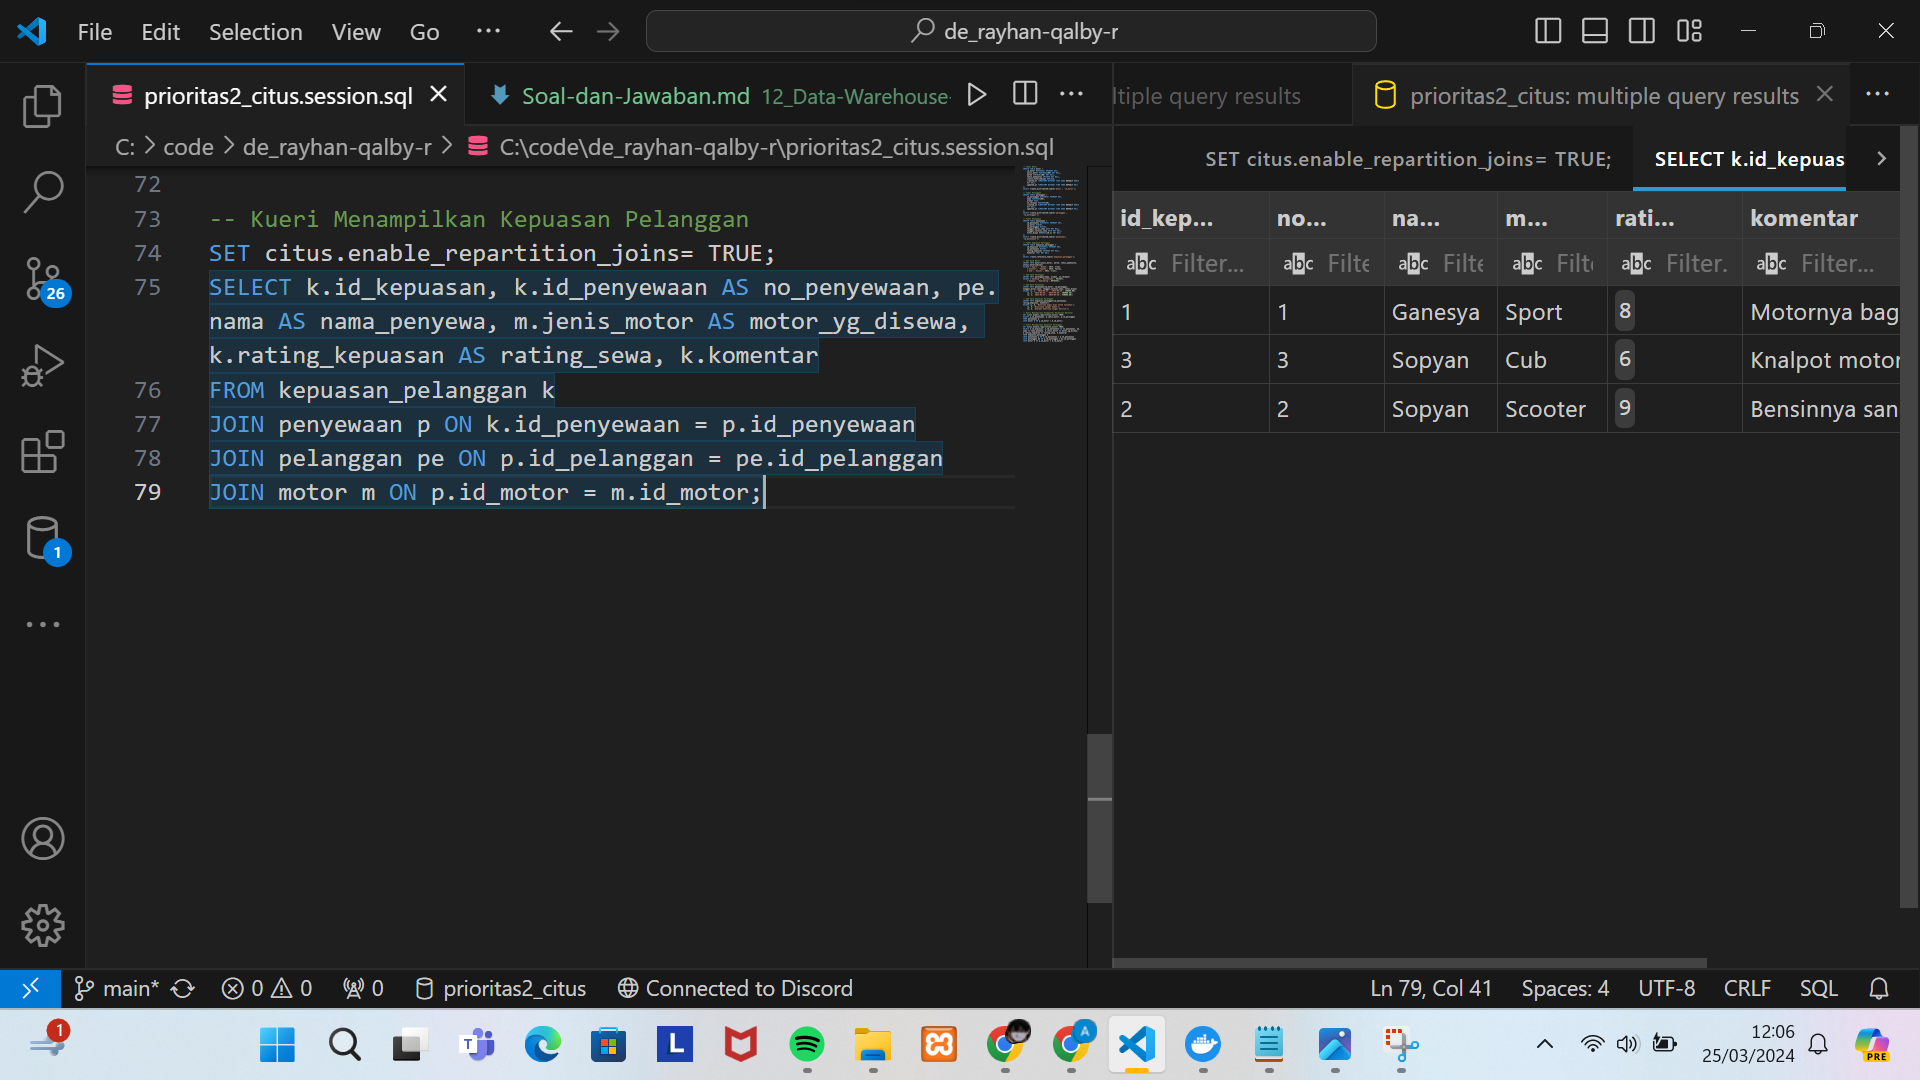 File Edit Selection View Go ··· de_rayhan-qalby-r
prioritas2_citus.session.sql Soal-dan-Jawaban.md 12_Data-Warehouse- ltiple query results prioritas2_citus: multiple query results
C: > code > de_rayhan-qalby-r > C:\code\de_rayhan-qalby-r\prioritas2_citus.session.sql
72
73 -- Kueri Menampilkan Kepuasan Pelanggan
74 SET citus.enable_repartition_joins= TRUE;
75 SELECT k.id_kepuasan, k.id_penyewaan AS no_penyewaan, pe.
nama AS nama_penyewa, m.jenis_motor AS motor_yg_disewa,
k.rating_kepuasan AS rating_sewa, k.komentar
76 FROM kepuasan_pelanggan k
77 JOIN penyewaan p ON k.id_penyewaan = p.id_penyewaan
78 JOIN pelanggan pe ON p.id_pelanggan = pe.id_pelanggan
79 JOIN motor m ON p.id_motor = m.id_motor;
SET citus.enable_repartition_joins= TRUE; SELECT k.id_kepuas
id_kep... no... na... m... rati... komentar
abc Filter... abc Filte abc Filte abc Filt abc Filter. abc Filter...
1 1 Ganesya Sport 8 Motornya bag
3 3 Sopyan Cub 6 Knalpot motor
2 2 Sopyan Scooter 9 Bensinnya san
26
1
main* 0 0 0 prioritas2_citus Connected to Discord Ln 79, Col 41 Spaces: 4 UTF-8 CRLF SQL
1 T L A 12:06 PRE
25/03/2024